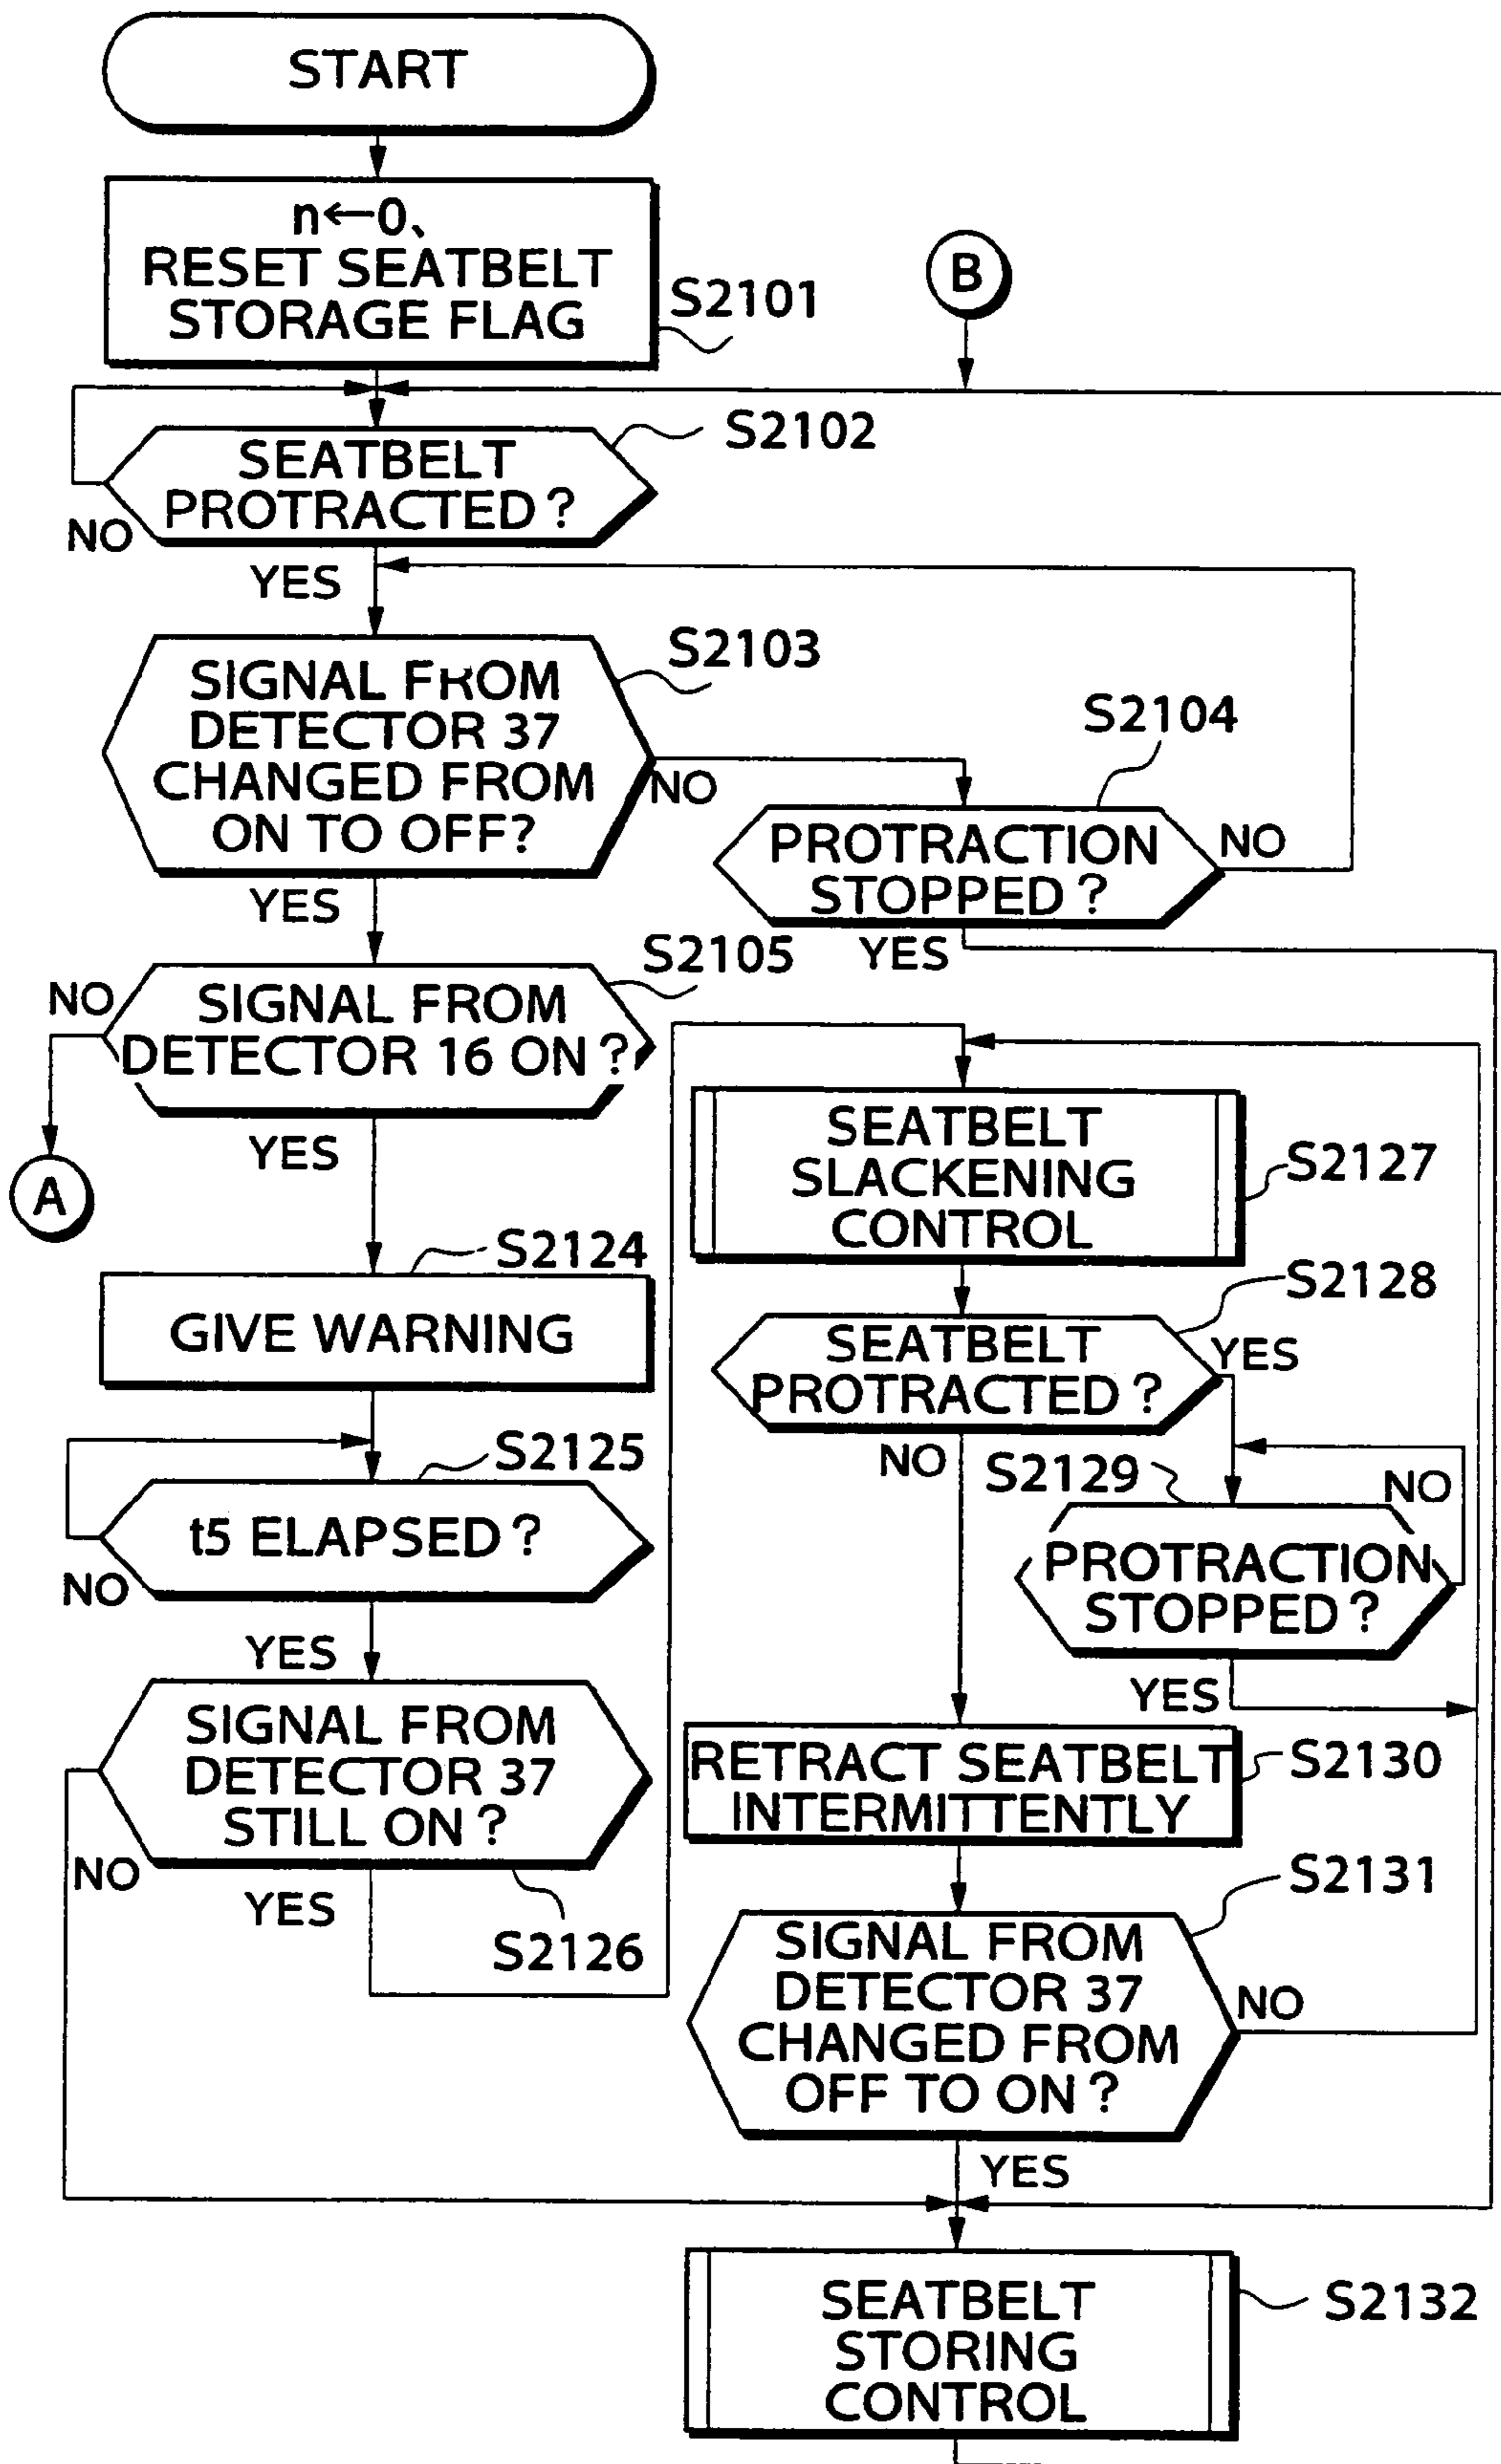 START
n←0、
RESET SEATBELT
STORAGE FLAG
S2101
B
S2102
SEATBELT
PROTRACTED ?
NO
YES
S2103
SIGNAL FROM
DETECTOR 37
CHANGED FROM
ON TO OFF?
NO
YES
S2104
PROTRACTION
STOPPED ?
NO
YES
S2105
SIGNAL FROM
DETECTOR 16 ON ?
NO
A
YES
S2124
GIVE WARNING
S2125
t5 ELAPSED ?
NO
YES
SIGNAL FROM
DETECTOR 37
STILL ON ?
NO
YES
S2126
SEATBELT
SLACKENING
CONTROL
S2127
S2128
SEATBELT
PROTRACTED ?
YES
NO
S2129
NO
PROTRACTION
STOPPED ?
YES
RETRACT SEATBELT
INTERMITTENTLY
S2130
S2131
SIGNAL FROM
DETECTOR 37
CHANGED FROM
OFF TO ON ?
NO
YES
SEATBELT
STORING
CONTROL
S2132